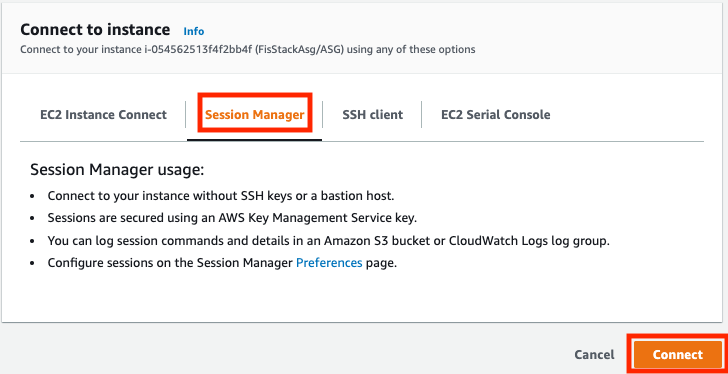 Connect to instance Info
Connect to your instance i-054562513f4f2bb4f (FisStackAsg/ASG) using any of these options
EC2 Instance Connect Session Manager SSH client EC2 Serial Console
Session Manager usage:
• Connect to your instance without SSH keys or a bastion host.
• Sessions are secured using an AWS Key Management Service key.
• You can log session commands and details in an Amazon S3 bucket or CloudWatch Logs log group.
• Configure sessions on the Session Manager Preferences page.
Cancel Connect